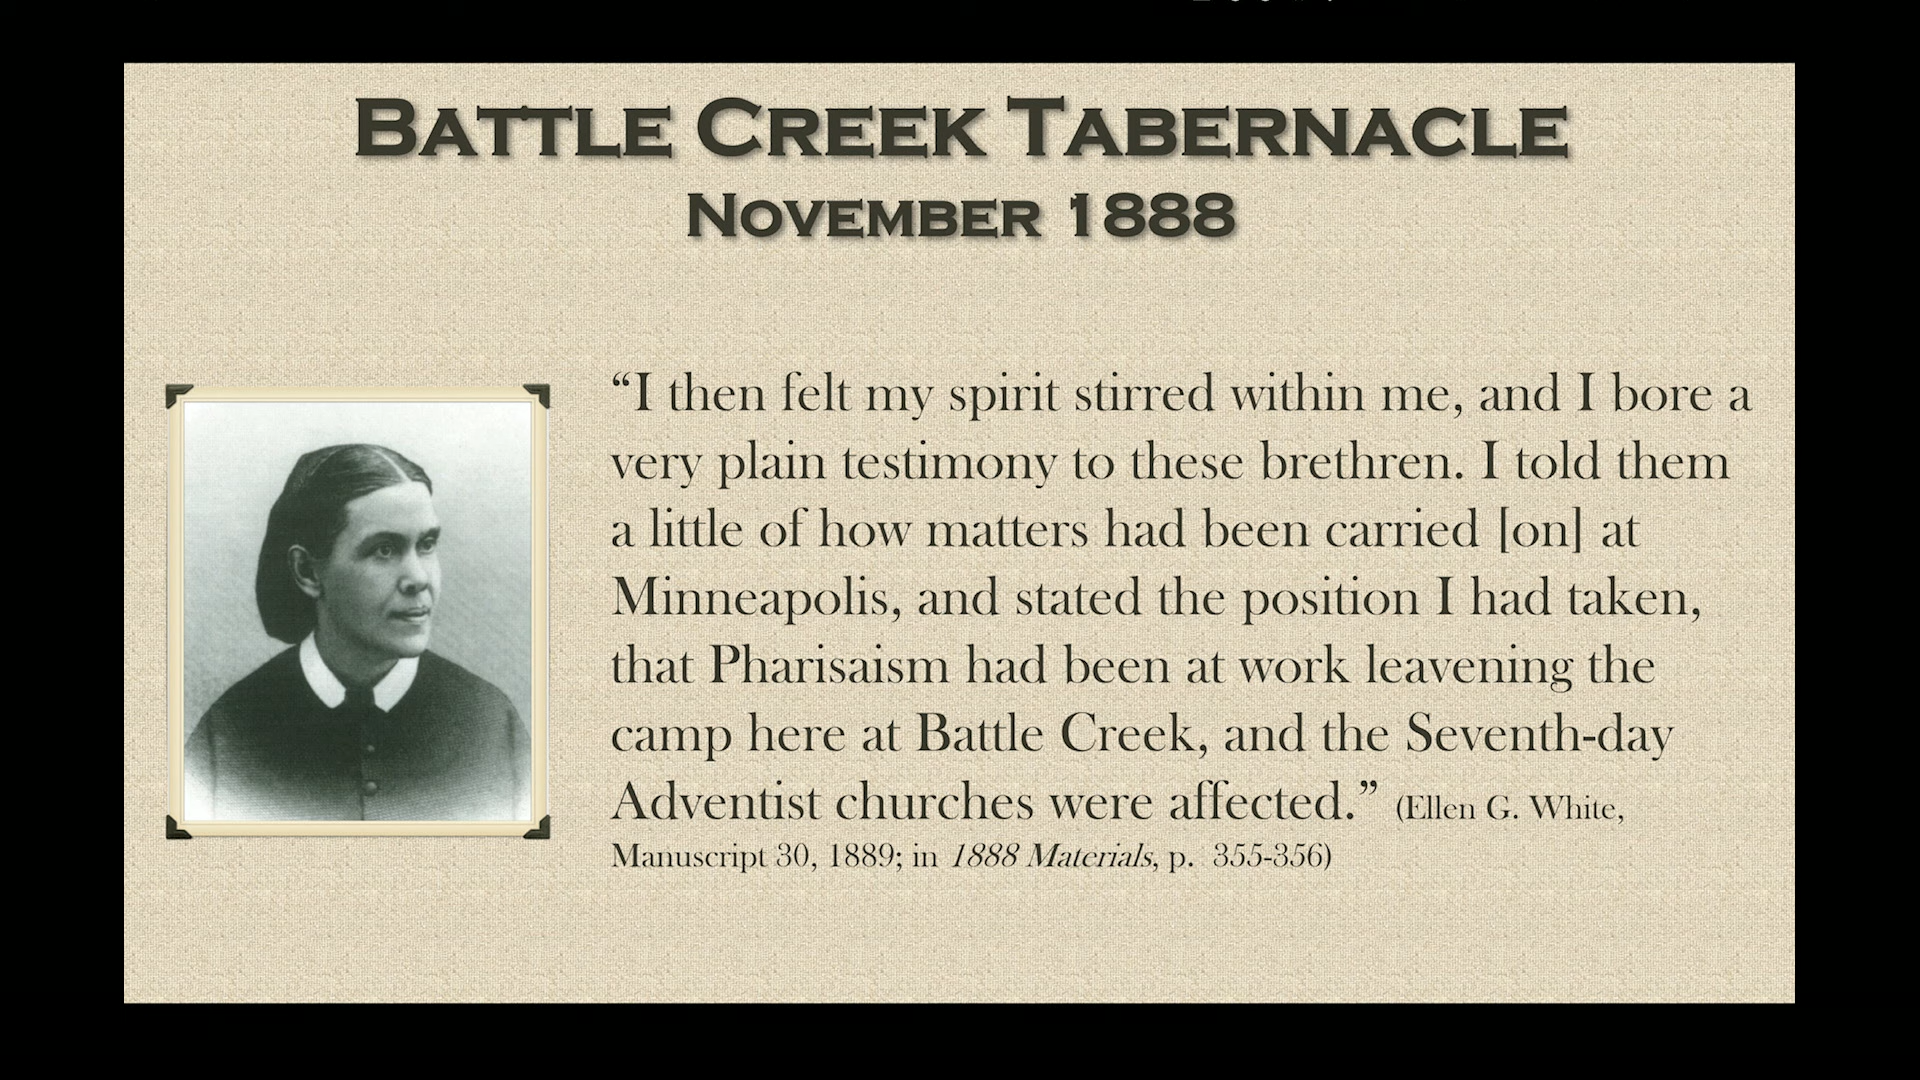 BATTLE CREEK TABERNACLE
NOVEMBER 1888
“I then felt my spirit stirred within me, and I bore a
very plain testimony to these brethren. I told them
a little of how matters had been carried [on] at
Minneapolis, and stated the position I had taken,
that Pharisaism had been at work leavening the
camp here at Battle Creek, and the Seventh-day
Adventist churches were affected.” (Ellen G. White,
Manuscript 30, 1889; in 1888 Materials, p. 355-356)